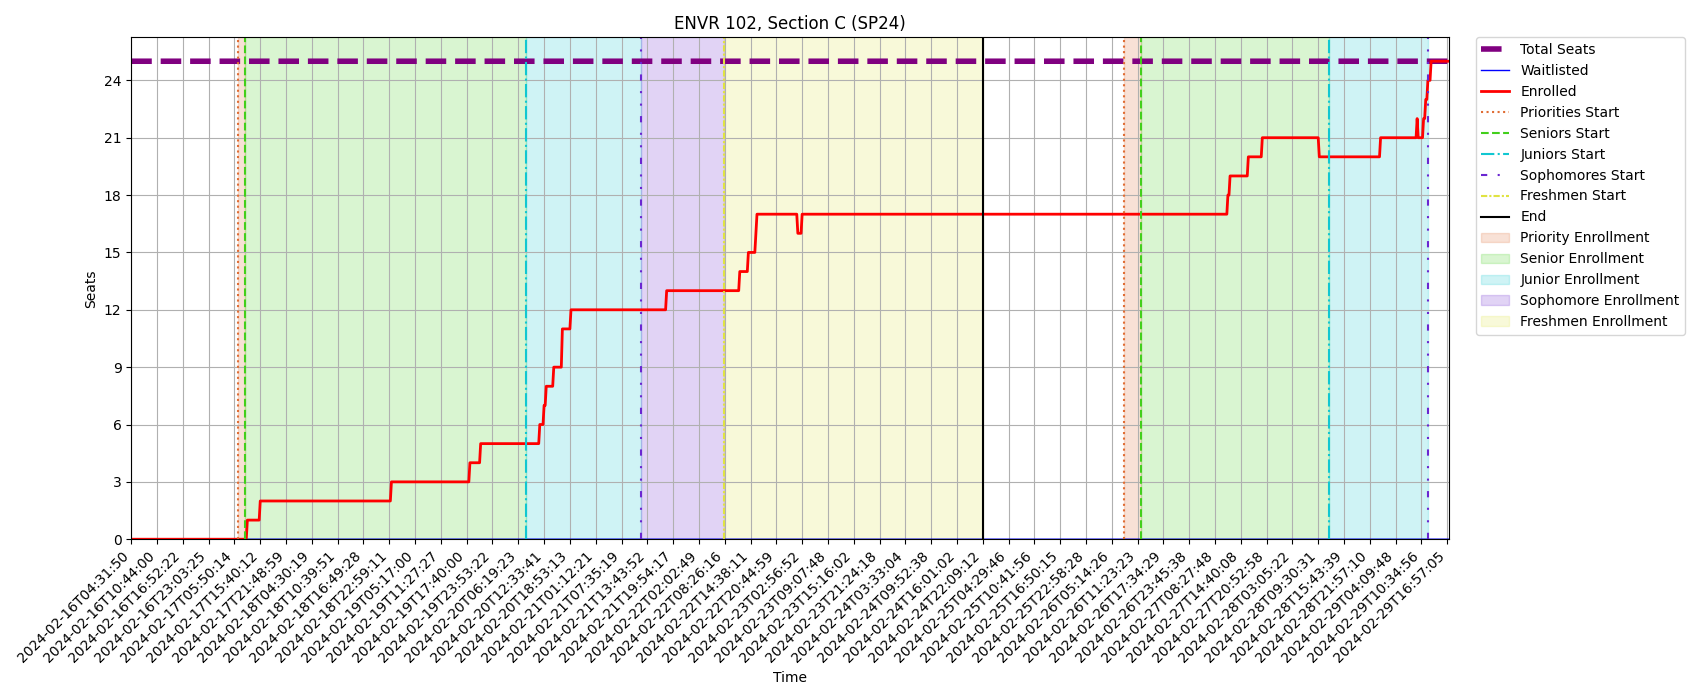 ENVR 102, Section C (SP24)
Total Seats
Waitlisted
Enrolled
Priorities Start
Seniors Start
Juniors Start
Sophomores Start
Freshmen Start
End
Priority Enrollment
Senior Enrollment
Junior Enrollment
Sophomore Enrollment
Freshmen Enrollment
Seats
24
21
18
15
12
9
6
3
0
2024-02-16T04:31:50
2024-02-16T10:44:00
2024-02-16T16:52:22
2024-02-16T23:03:25
2024-02-17T05:50:14
2024-02-17T15:40:12
2024-02-17T21:48:59
2024-02-18T04:30:19
2024-02-18T10:39:51
2024-02-18T16:49:28
2024-02-18T22:59:11
2024-02-19T05:17:00
2024-02-19T11:27:27
2024-02-19T17:40:00
2024-02-19T23:53:22
2024-02-20T06:19:23
2024-02-20T12:33:41
2024-02-20T18:53:13
2024-02-21T01:12:21
2024-02-21T07:35:19
2024-02-21T13:43:52
2024-02-21T19:54:17
2024-02-22T02:02:49
2024-02-22T08:26:16
2024-02-22T14:38:11
2024-02-22T20:44:59
2024-02-23T02:56:52
2024-02-23T09:07:48
2024-02-23T15:16:02
2024-02-23T21:24:18
2024-02-24T03:33:04
2024-02-24T09:52:38
2024-02-24T16:01:02
2024-02-24T22:09:12
2024-02-25T04:29:46
2024-02-25T10:41:56
2024-02-25T16:50:15
2024-02-25T22:58:28
2024-02-26T05:14:26
2024-02-26T11:23:23
2024-02-26T17:34:29
2024-02-26T23:45:38
2024-02-27T08:27:48
2024-02-27T14:40:08
2024-02-27T20:52:58
2024-02-28T03:05:22
2024-02-28T09:30:31
2024-02-28T15:43:39
2024-02-28T21:57:10
2024-02-29T04:09:48
2024-02-29T10:34:56
2024-02-29T16:57:05
Time